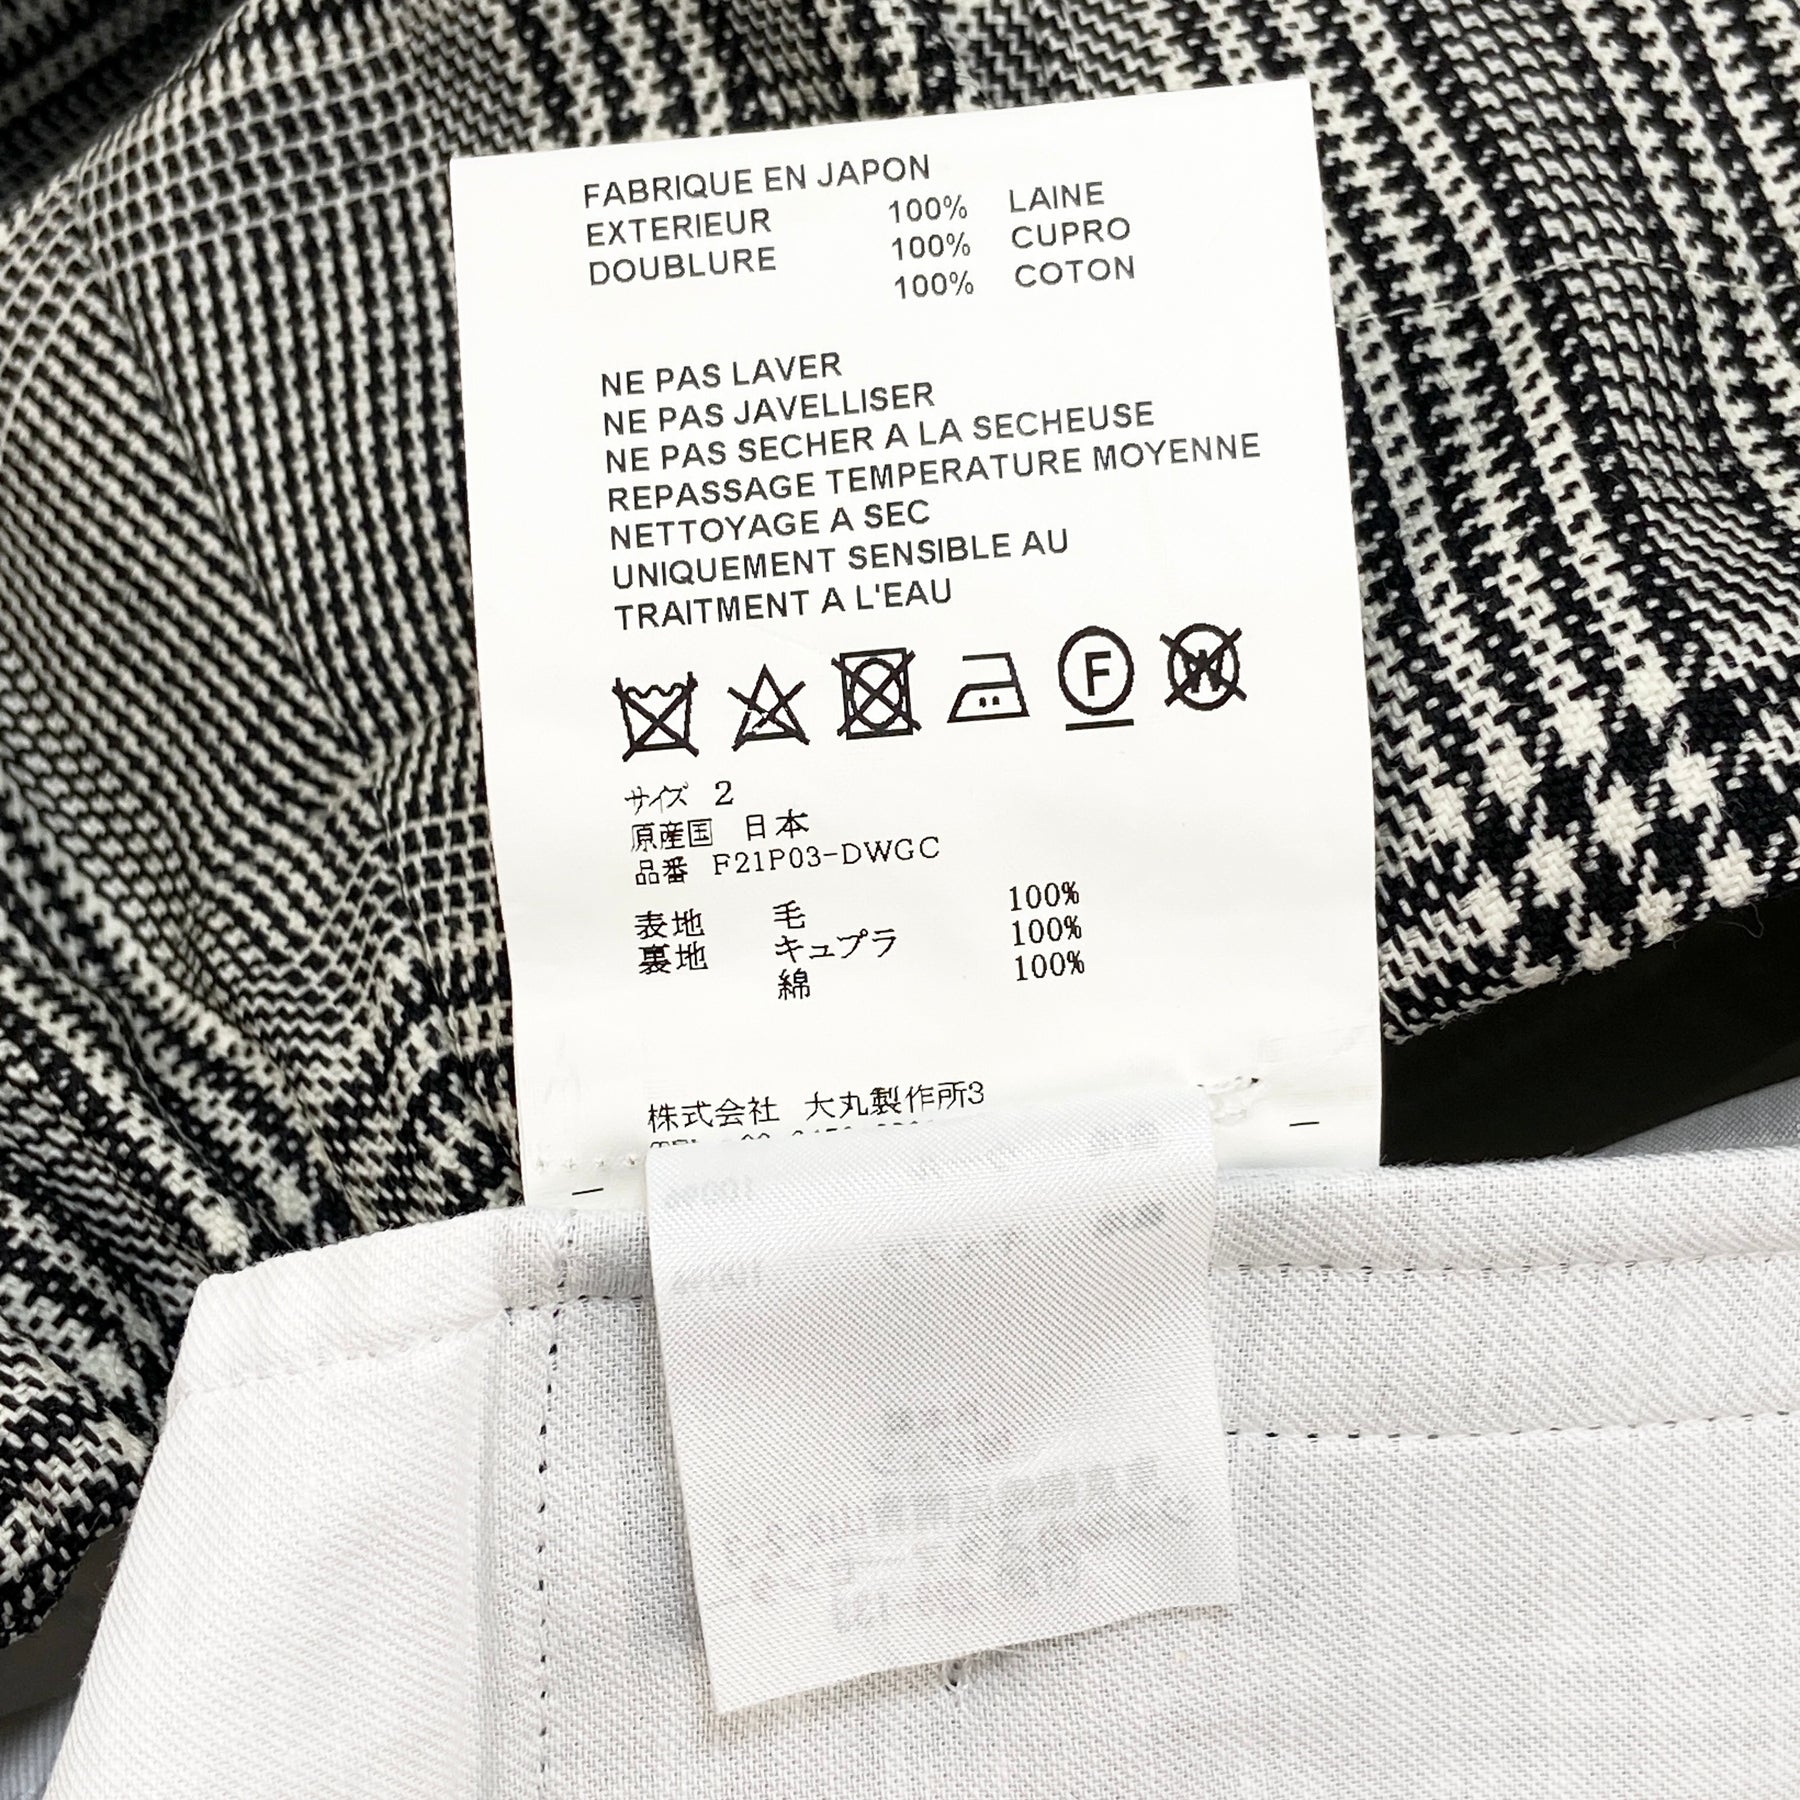 FABRIQUE EN JAPON
EXTERIEUR 100% LAINE
DOUBLURE 100% CUPRO
100% COTON
NE PAS LAVER
NE PAS JAVELLISER
NE PAS SECHER A LA SECHEUSE
REPASSAGE TEMPERATURE MOYENNE
NETTOYAGE A SEC
UNIQUEMENT SENSIBLE AU
TRAITMENT A L'EAU
F W
サイズ 2
原産国 日本
品番 F21P03-DWGC
表地 毛 100%
裏地 キュプラ 100%
綿 100%
株式会社 大丸製作所3